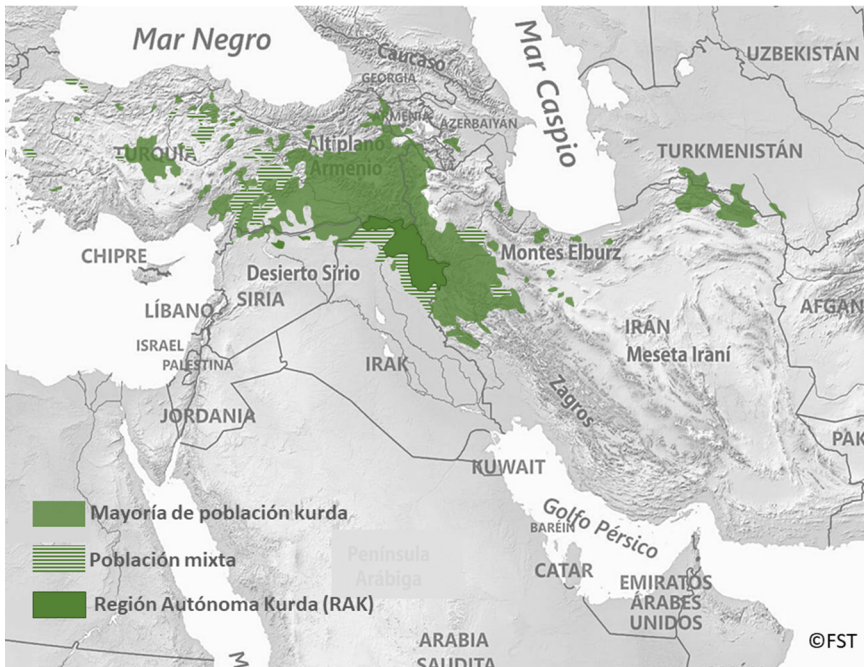 Mar Negro
Mar Caspio
UZBEKISTÁN
Caucaso
GEORGIA
ARMENIA
AZERBAIYÁN
TURKMENISTÁN
TURQUÍA
Altiplano
Armenio
CHIPRE
Desierto Sirio
SIRIA
Montes Elburz
LÍBANO
AFGAN
ISRAEL
PALESTINA
IRAK
IRÁN
Meseta Iraní
Zagros
JORDANIA
PAK
KUWAIT
Golfo Pérsico
BARÉIN
CATAR
EMIRATOS
ÁRABES
UNIDOS
Península
Arábiga
ARABIA
SAUDITA
M
Mayoría de población kurda
Población mixta
Región Autónoma Kurda (RAK)
©FST